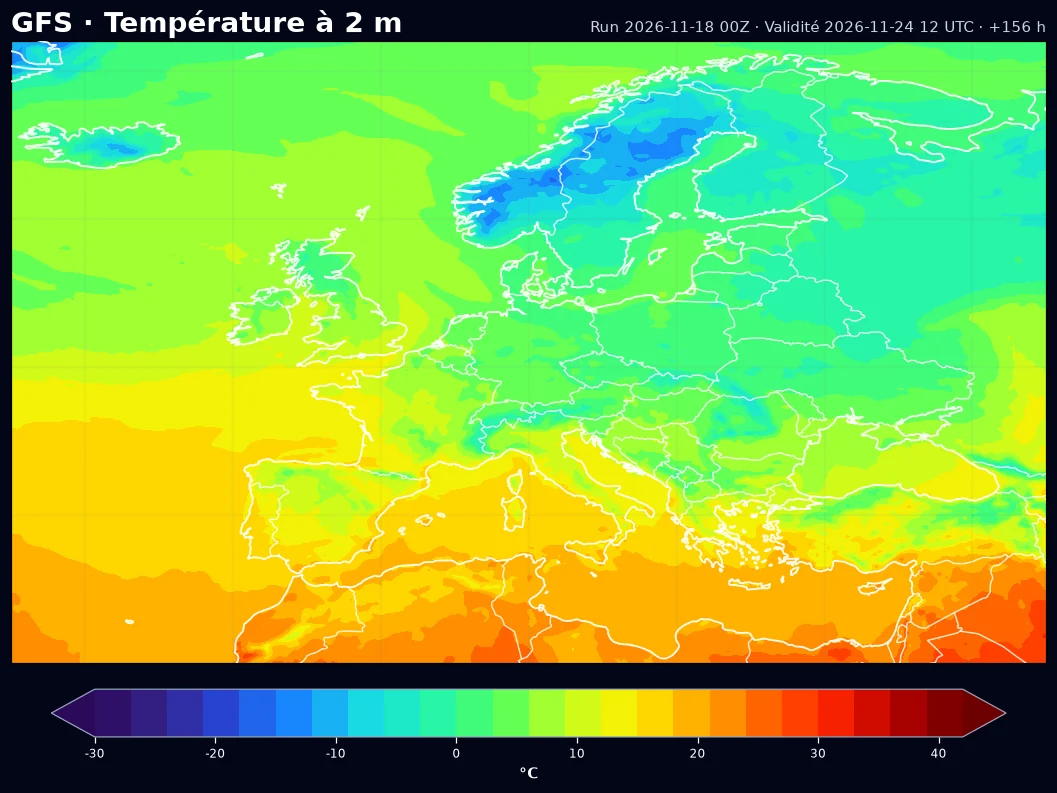 GFS · Température à 2 m
Run 2026-11-18 00Z · Validité 2026-11-24 12 UTC · +156 h
-30 -20 -10 0 10 20 30 40
°C